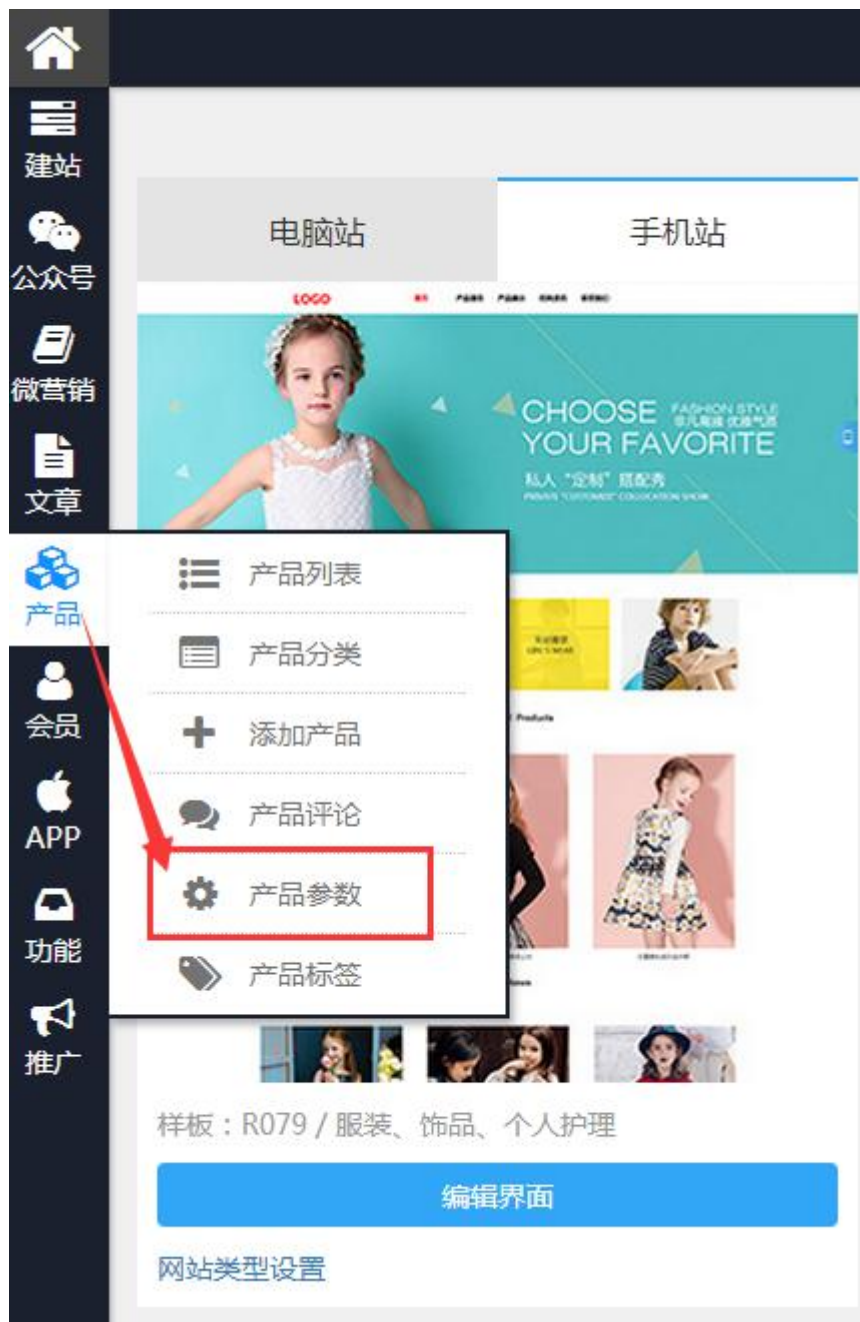 建站
公众号
微营销
文章
产品
会员
APP
功能
推广
电脑站
手机站
LOGO
CHOOSE FASHION STYLE
YOUR FAVORITE
私人“定制”搭配秀
产品列表
产品分类
添加产品
产品评论
产品参数
产品标签
Products
样板：R079 / 服装、饰品、个人护理
编辑界面
网站类型设置